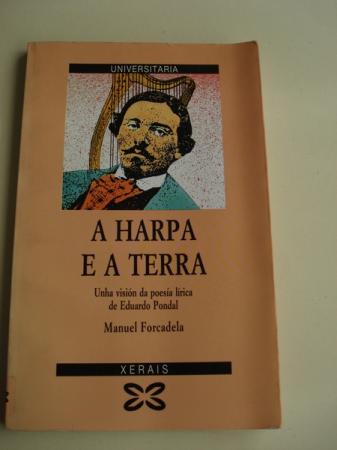 UNIVERSITARIA
A HARPA
E A TERRA
Unha visión da poesía lírica
de Eduardo Pondal
Manuel Forcadela
XERAIS